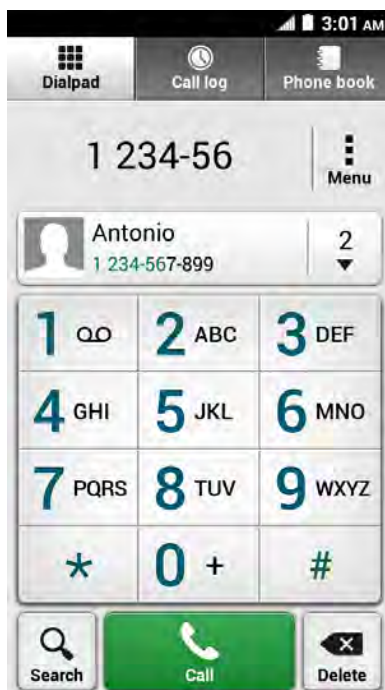 3:01 AM
Dialpad Call log Phone book
1 234-56
Menu
Antonio 2
1 234-567-899
1 2 ABC 3 DEF
4 GHI 5 JKL 6 MNO
7 PQRS 8 TUV 9 WXYZ
* 0 + #
Search Call Delete